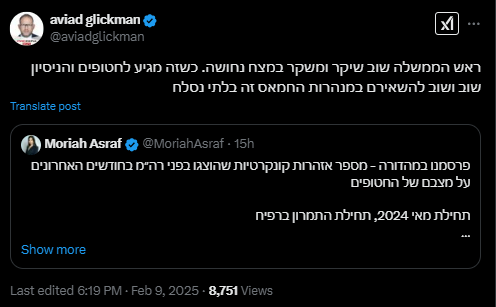 aviad glickman
@aviadglickman
ראש הממשלה שוב שיקר ומשקר במצח נחושה. כשזה מגיע לחטופים והניסיון
שוב ושוב להשאירם במנהרות החמאס זה בלתי נסלח
Translate post
Moriah Asraf @MoriahAsraf · 15h
פרסמנו במהדורה – מספר אזהרות קונקרטיות שהוצגו בפני רה״מ בחודשים האחרונים
על מצבם של החטופים
תחילת מאי 2024, תחילת התמרון ברפיח
...
Show more
Last edited 6:19 PM · Feb 9, 2025 · 8,751 Views